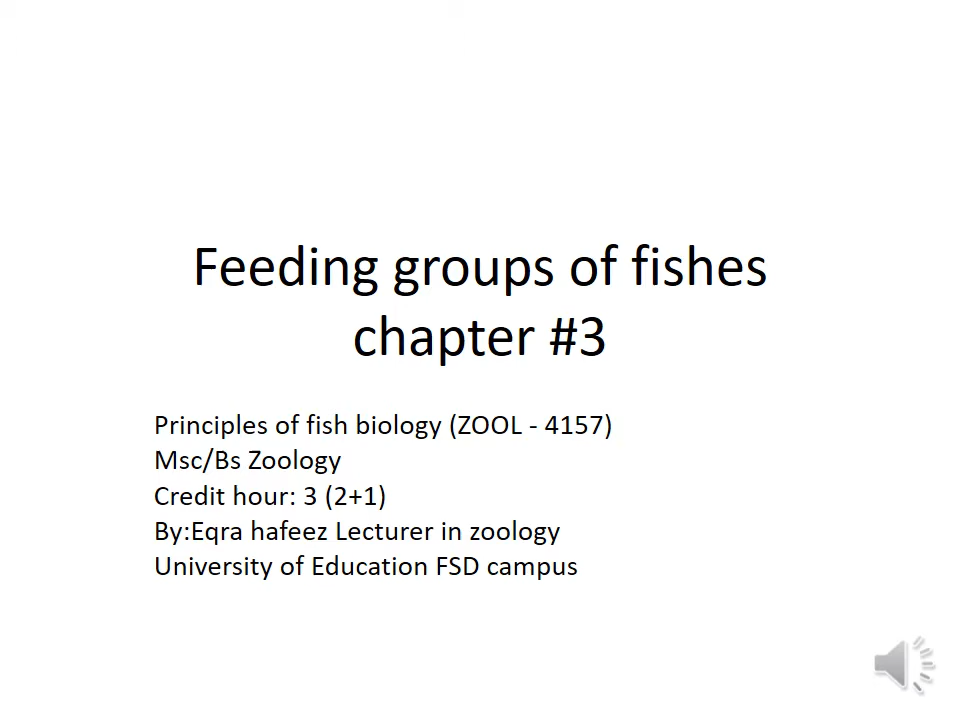 Feeding groups of fishes
chapter #3
Principles of fish biology (ZOOL - 4157)
Msc/Bs Zoology
Credit hour: 3 (2+1)
By:Eqra hafeez Lecturer in zoology
University of Education FSD campus